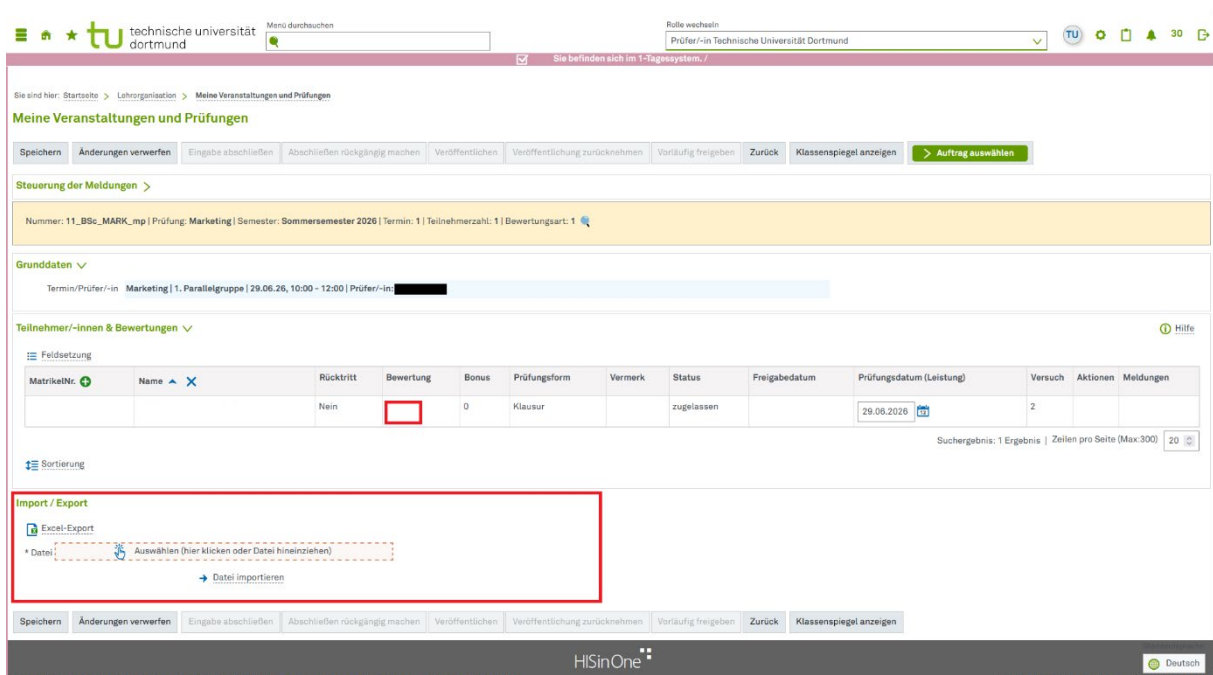 Menü durchsuchen
Rolle wechseln
technische universität
dortmund
Prüfer/-in Technische Universität Dortmund
TU
30
Sie befinden sich im 1-Tagessystem. /
Sie sind hier: Startseite > Lehrorganisation > Meine Veranstaltungen und Prüfungen
Meine Veranstaltungen und Prüfungen
Speichern Änderungen verwerfen Eingabe abschließen Abschließen rückgängig machen Veröffentlichen Veröffentlichung zurücknehmen Vorläufig freigeben Zurück Klassenspiegel anzeigen > Auftrag auswählen
Steuerung der Meldungen >
Nummer: 11_BSc_MARK_mp | Prüfung: Marketing | Semester: Sommersemester 2026 | Termin: 1 | Teilnehmerzahl: 1 | Bewertungsart: 1
Grunddaten
Termin/Prüfer/-in Marketing | 1. Parallelgruppe | 29.06.26, 10:00 - 12:00 | Prüfer/-in:
Teilnehmer/-innen & Bewertungen
Hilfe
Feldsetzung
MatrikelNr. Name Rücktritt Bewertung Bonus Prüfungsform Vermerk Status Freigabedatum Prüfungsdatum (Leistung) Versuch Aktionen Meldungen
Nein 0 Klausur zugelassen 29.06.2026 2
Suchergebnis: 1 Ergebnis | Zeilen pro Seite (Max:300) 20
Sortierung
Import / Export
Excel-Export
* Datei Auswählen (hier klicken oder Datei hineinziehen)
Datei importieren
Speichern Änderungen verwerfen Eingabe abschließen Abschließen rückgängig machen Veröffentlichen Veröffentlichung zurücknehmen Vorläufig freigeben Zurück Klassenspiegel anzeigen
HISinOne
Deutsch